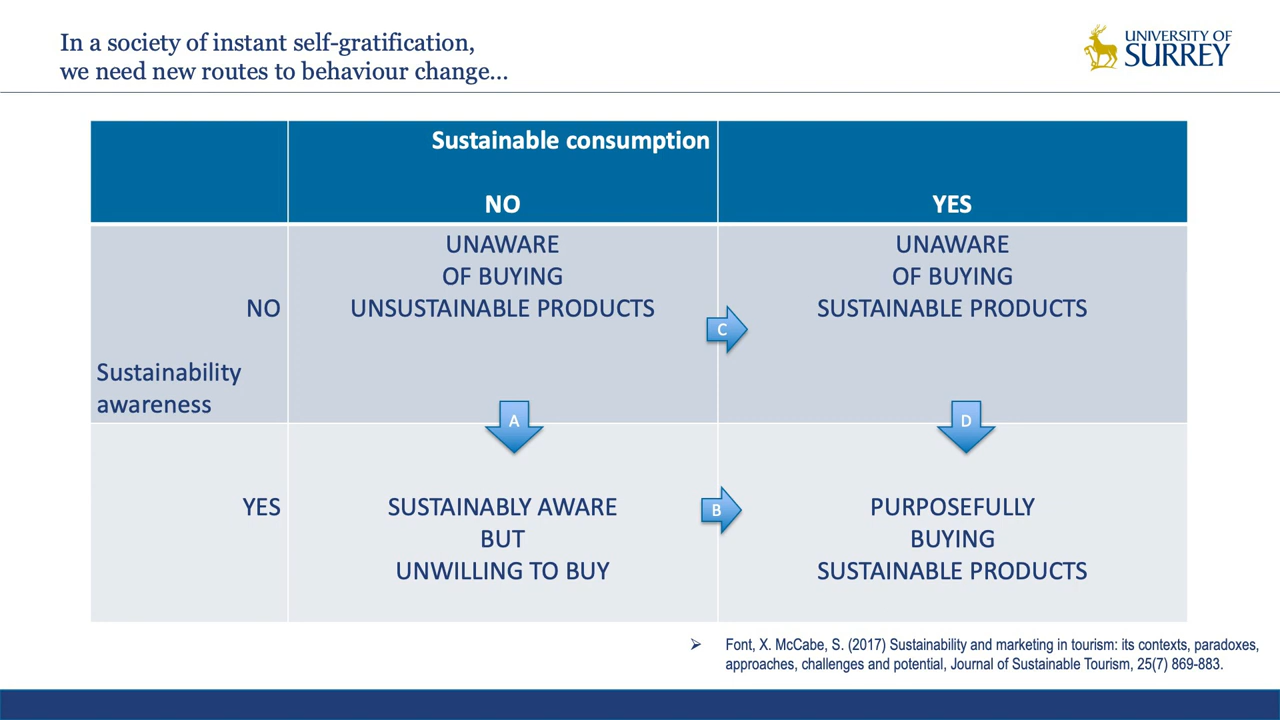 In a society of instant self-gratification,
we need new routes to behaviour change...
UNIVERSITY OF
SURREY
Sustainable consumption
NO
YES
NO
Sustainability
awareness
UNAWARE
OF BUYING
UNSUSTAINABLE PRODUCTS
C
UNAWARE
OF BUYING
SUSTAINABLE PRODUCTS
A
D
YES
SUSTAINABLY AWARE
BUT
UNWILLING TO BUY
B
PURPOSEFULLY
BUYING
SUSTAINABLE PRODUCTS
Font, X. McCabe, S. (2017) Sustainability and marketing in tourism: its contexts, paradoxes,
approaches, challenges and potential, Journal of Sustainable Tourism, 25(7) 869-883.